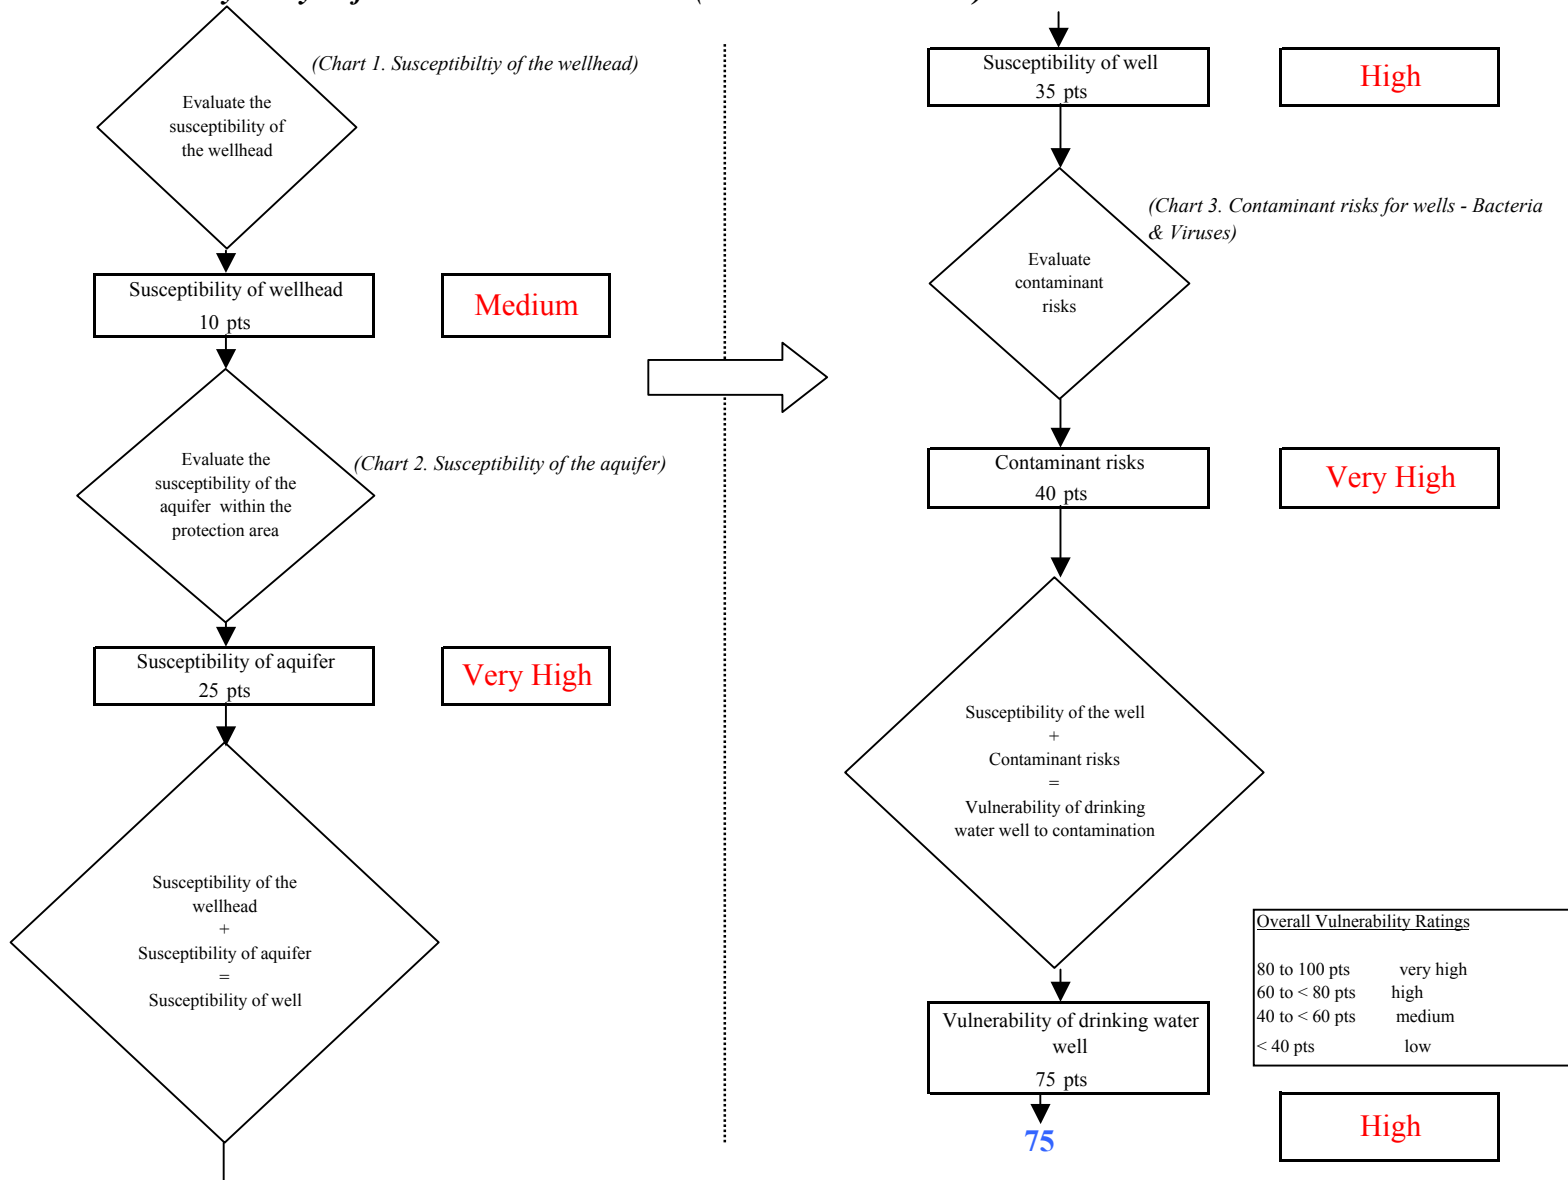 (Chart 1. Susceptibiltiy of the wellhead)
Evaluate the
susceptibility of
the wellhead
Susceptibility of wellhead
10 pts
Medium
Evaluate the
susceptibility of the
aquifer within the
protection area
(Chart 2. Susceptibility of the aquifer)
Susceptibility of aquifer
25 pts
Very High
Susceptibility of the
wellhead
+
Susceptibility of aquifer
=
Susceptibility of well
Susceptibility of well
35 pts
High
(Chart 3. Contaminant risks for wells - Bacteria
& Viruses)
Evaluate
contaminant
risks
Contaminant risks
40 pts
Very High
Susceptibility of the well
+
Contaminant risks
=
Vulnerability of drinking
water well to contamination
Overall Vulnerability Ratings
80 to 100 pts very high
60 to < 80 pts high
40 to < 60 pts medium
< 40 pts low
Vulnerability of drinking water
well
75 pts
75
High